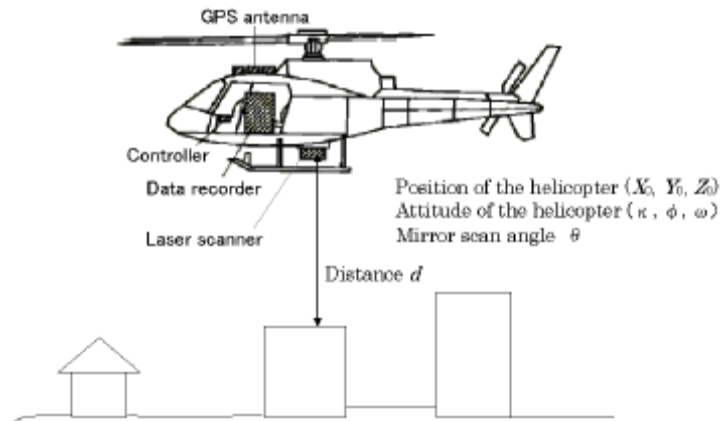 GPS antenna
Controller
Data recorder
Laser scanner
Position of the helicopter (X₀, Y₀, Z₀)
Attitude of the helicopter (κ, φ, ω)
Mirror scan angle θ
Distance d